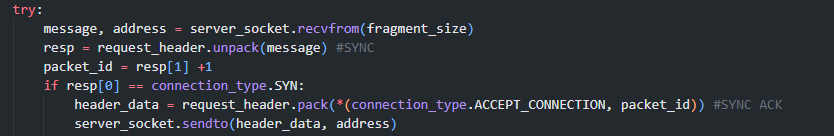 try:
    message, address = server_socket.recvfrom(fragment_size)
    resp = request_header.unpack(message) #SYNC
    packet_id = resp[1] +1
    if resp[0] == connection_type.SYN:
        header_data = request_header.pack(*(connection_type.ACCEPT_CONNECTION, packet_id)) #SYNC ACK
        server_socket.sendto(header_data, address)